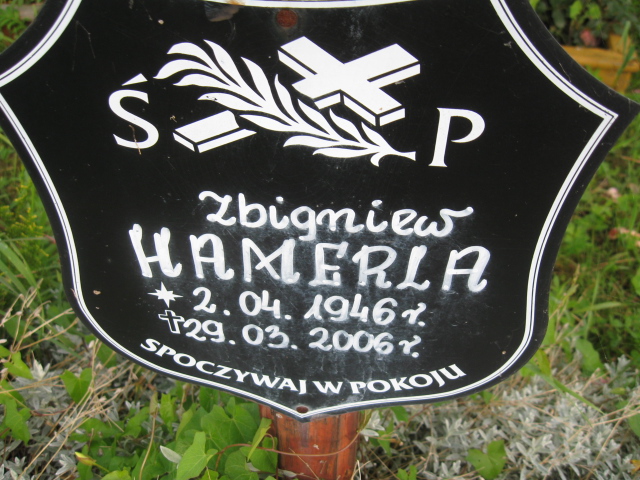 Ś P
Zbigniew
HAMERLA
* 2.04.1946 r.
✝ 29.03.2006 r.
SPOCZYWAJ W POKOJU